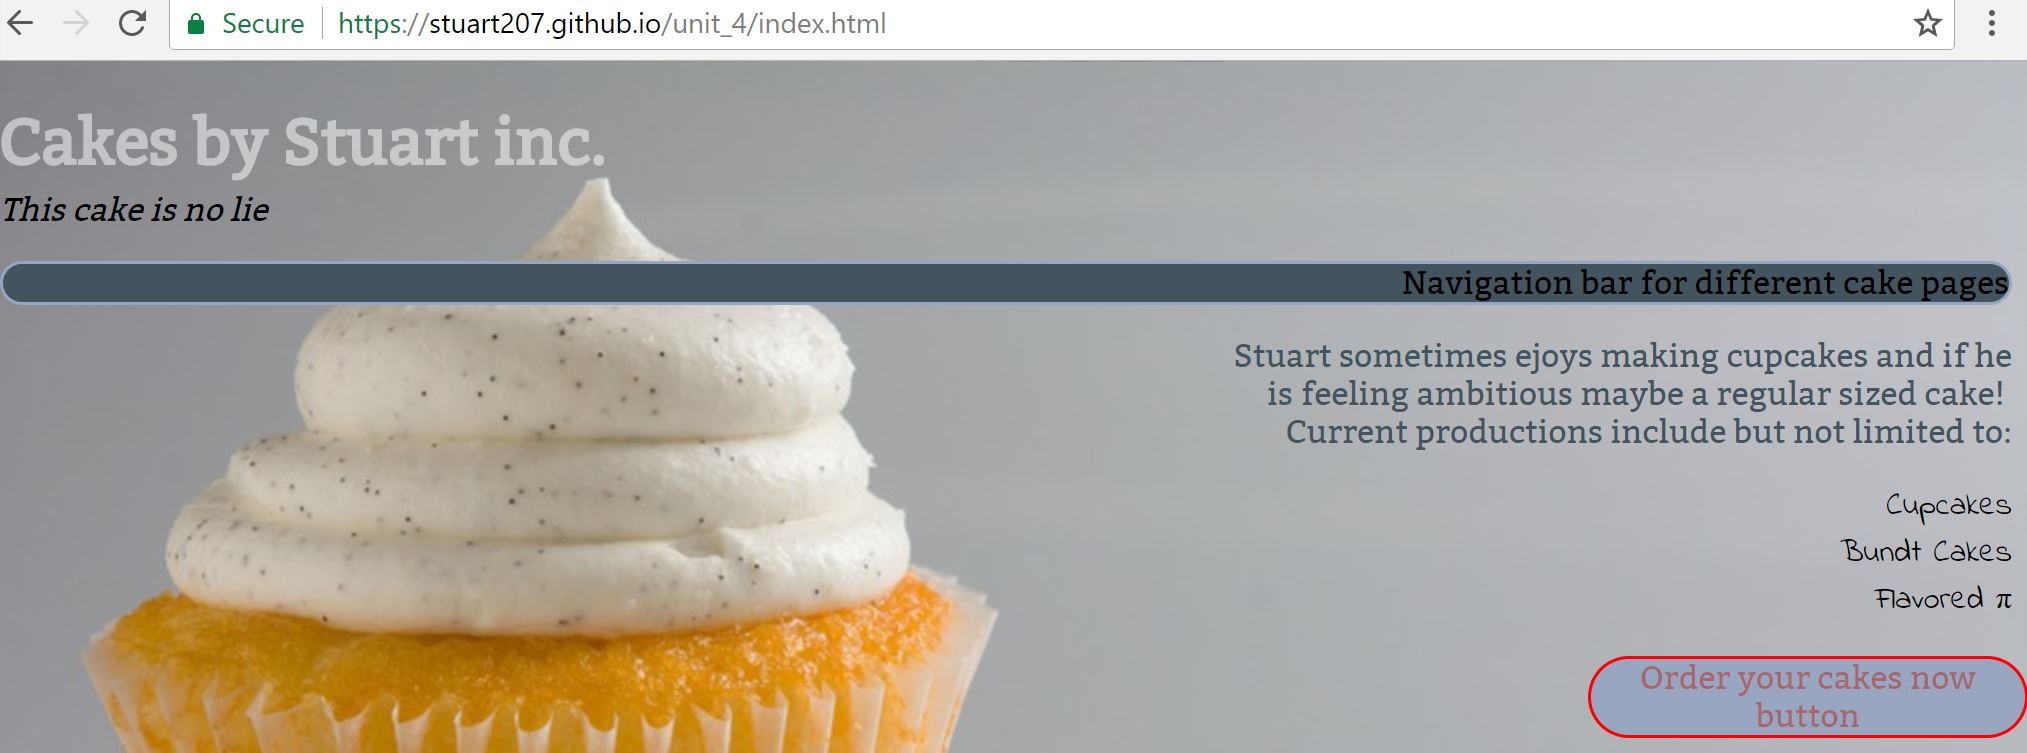 Secure https://stuart207.github.io/unit_4/index.html
Cakes by Stuart inc.
This cake is no lie
Navigation bar for different cake pages
Stuart sometimes ejoys making cupcakes and if he
is feeling ambitious maybe a regular sized cake!
Current productions include but not limited to:
Cupcakes
Bundt Cakes
Flavored π
Order your cakes now
button